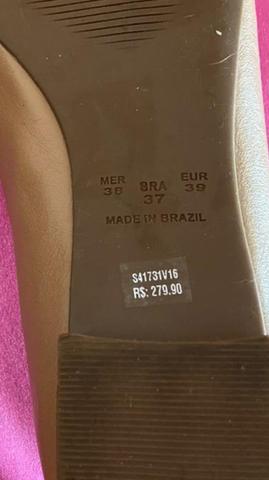 MER BRA EUR
38 37 39
MADE IN BRAZIL
S41731V16
R$: 279.90